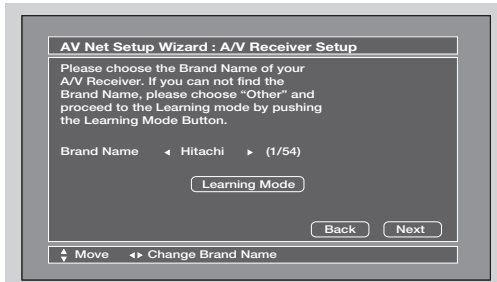 AV Net Setup Wizard : A/V Receiver Setup
Please choose the Brand Name of your
A/V Receiver. If you can not find the
Brand Name, please choose “Other” and
proceed to the Learning mode by pushing
the Learning Mode Button.
Brand Name ◄ Hitachi ► (1/54)
Learning Mode
Back Next
▲▼ Move ◄► Change Brand Name